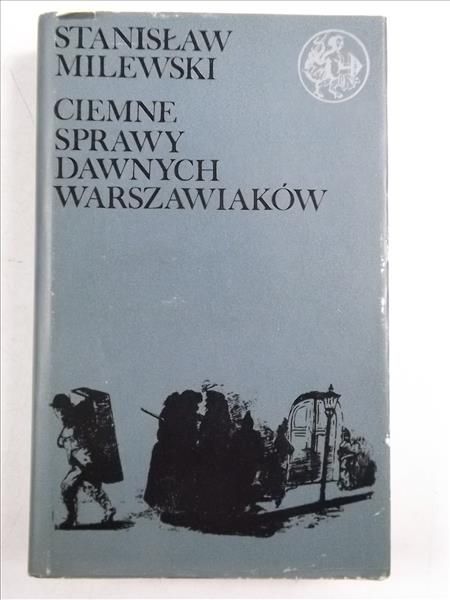 STANISŁAW
MILEWSKI
CIEMNE
SPRAWY
DAWNYCH
WARSZAWIAKÓW